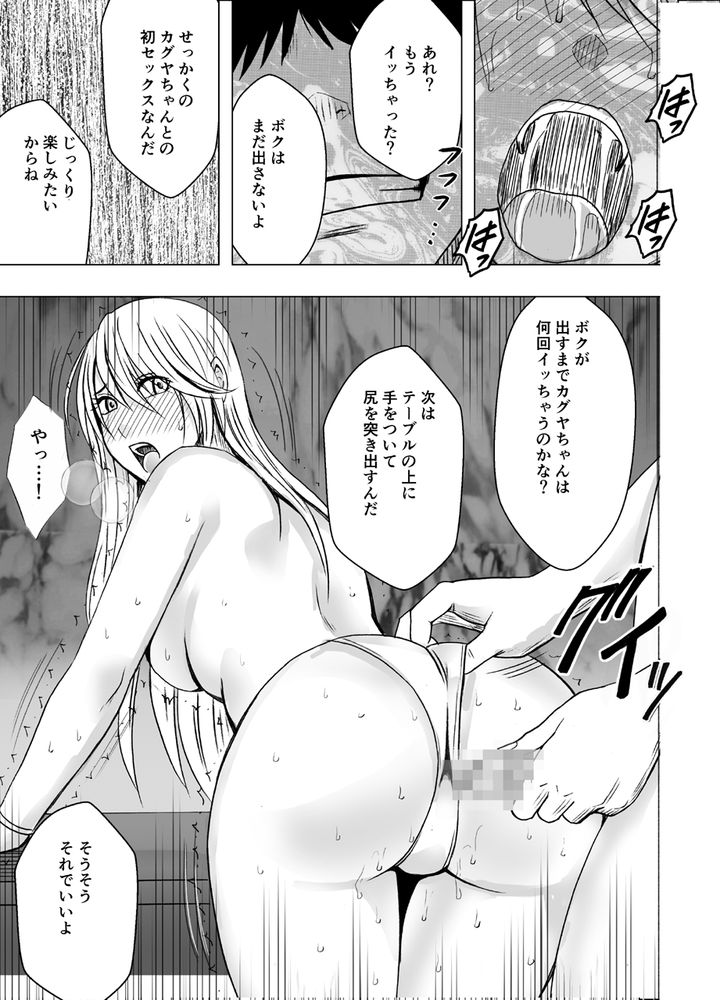 はっ
はっ
はっ
あれ？
もう
イッちゃった？
フフフ…
ボクは
まだ出さないよ
せっかくの
カグヤちゃんとの
初セックスなんだ
じっくり
楽しみたい
からね
ボクが
出すまでカグヤちゃんは
何回イッちゃうのかな？
次は
テーブルの上に
手をついて
尻を突き出すんだ
グイッ
やっ…！
そうそう
それでいいよ